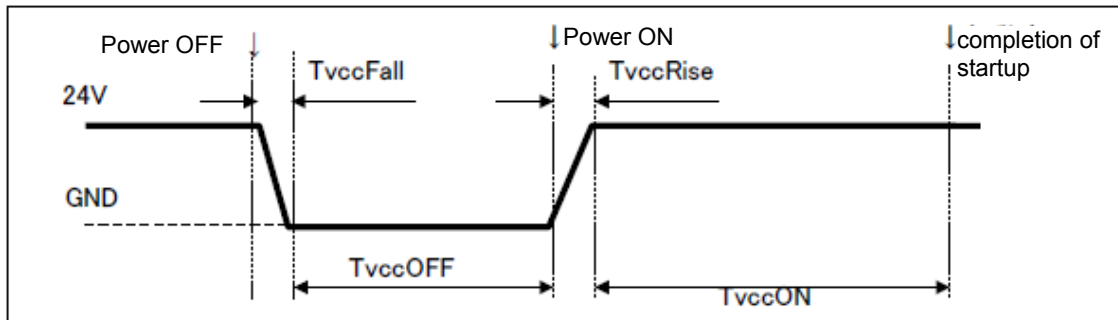 Power OFF
Power ON
completion of
startup
TvccFall
TvccRise
24V
GND
TvccOFF
TvccON